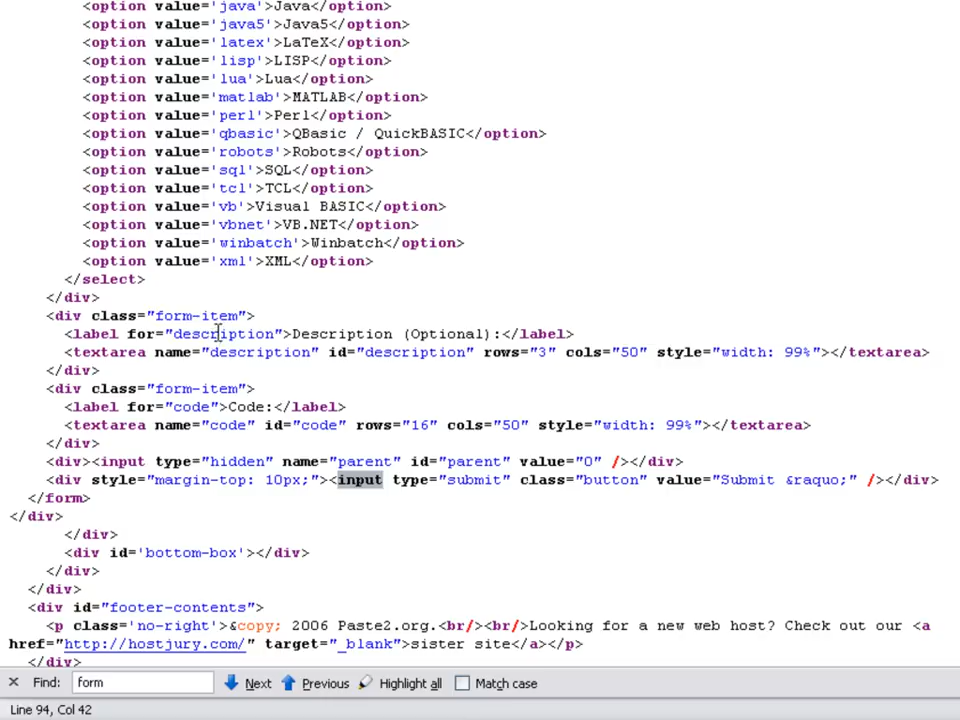 <option value='java'>Java</option>
<option value='java5'>Java5</option>
<option value='latex'>LaTeX</option>
<option value='lisp'>LISP</option>
<option value='lua'>Lua</option>
<option value='matlab'>MATLAB</option>
<option value='perl'>Perl</option>
<option value='qbasic'>QBasic / QuickBASIC</option>
<option value='robots'>Robots</option>
<option value='sql'>SQL</option>
<option value='tcl'>TCL</option>
<option value='vb'>Visual BASIC</option>
<option value='vbnet'>VB.NET</option>
<option value='winbatch'>Winbatch</option>
<option value='xml'>XML</option>
</select>
</div>
<div class="form-item">
<label for="description">Description (Optional):</label>
<textarea name="description" id="description" rows="3" cols="50" style="width: 99%"></textarea>
</div>
<div class="form-item">
<label for="code">Code:</label>
<textarea name="code" id="code" rows="16" cols="50" style="width: 99%"></textarea>
</div>
<div><input type="hidden" name="parent" id="parent" value="0" /></div>
<div style="margin-top: 10px;"><input type="submit" class="button" value="Submit &raquo;" /></div>
</form>
</div>
</div>
<div id='bottom-box'></div>
</div>
</div>
<div id="footer-contents">
<p class='no-right'>&copy; 2006 Paste2.org.<br/><br/>Looking for a new web host? Check out our <a
href="http://hostjury.com/" target="_blank">sister site</a></p>
</div>
Find: form Next Previous Highlight all Match case
Line 94, Col 42